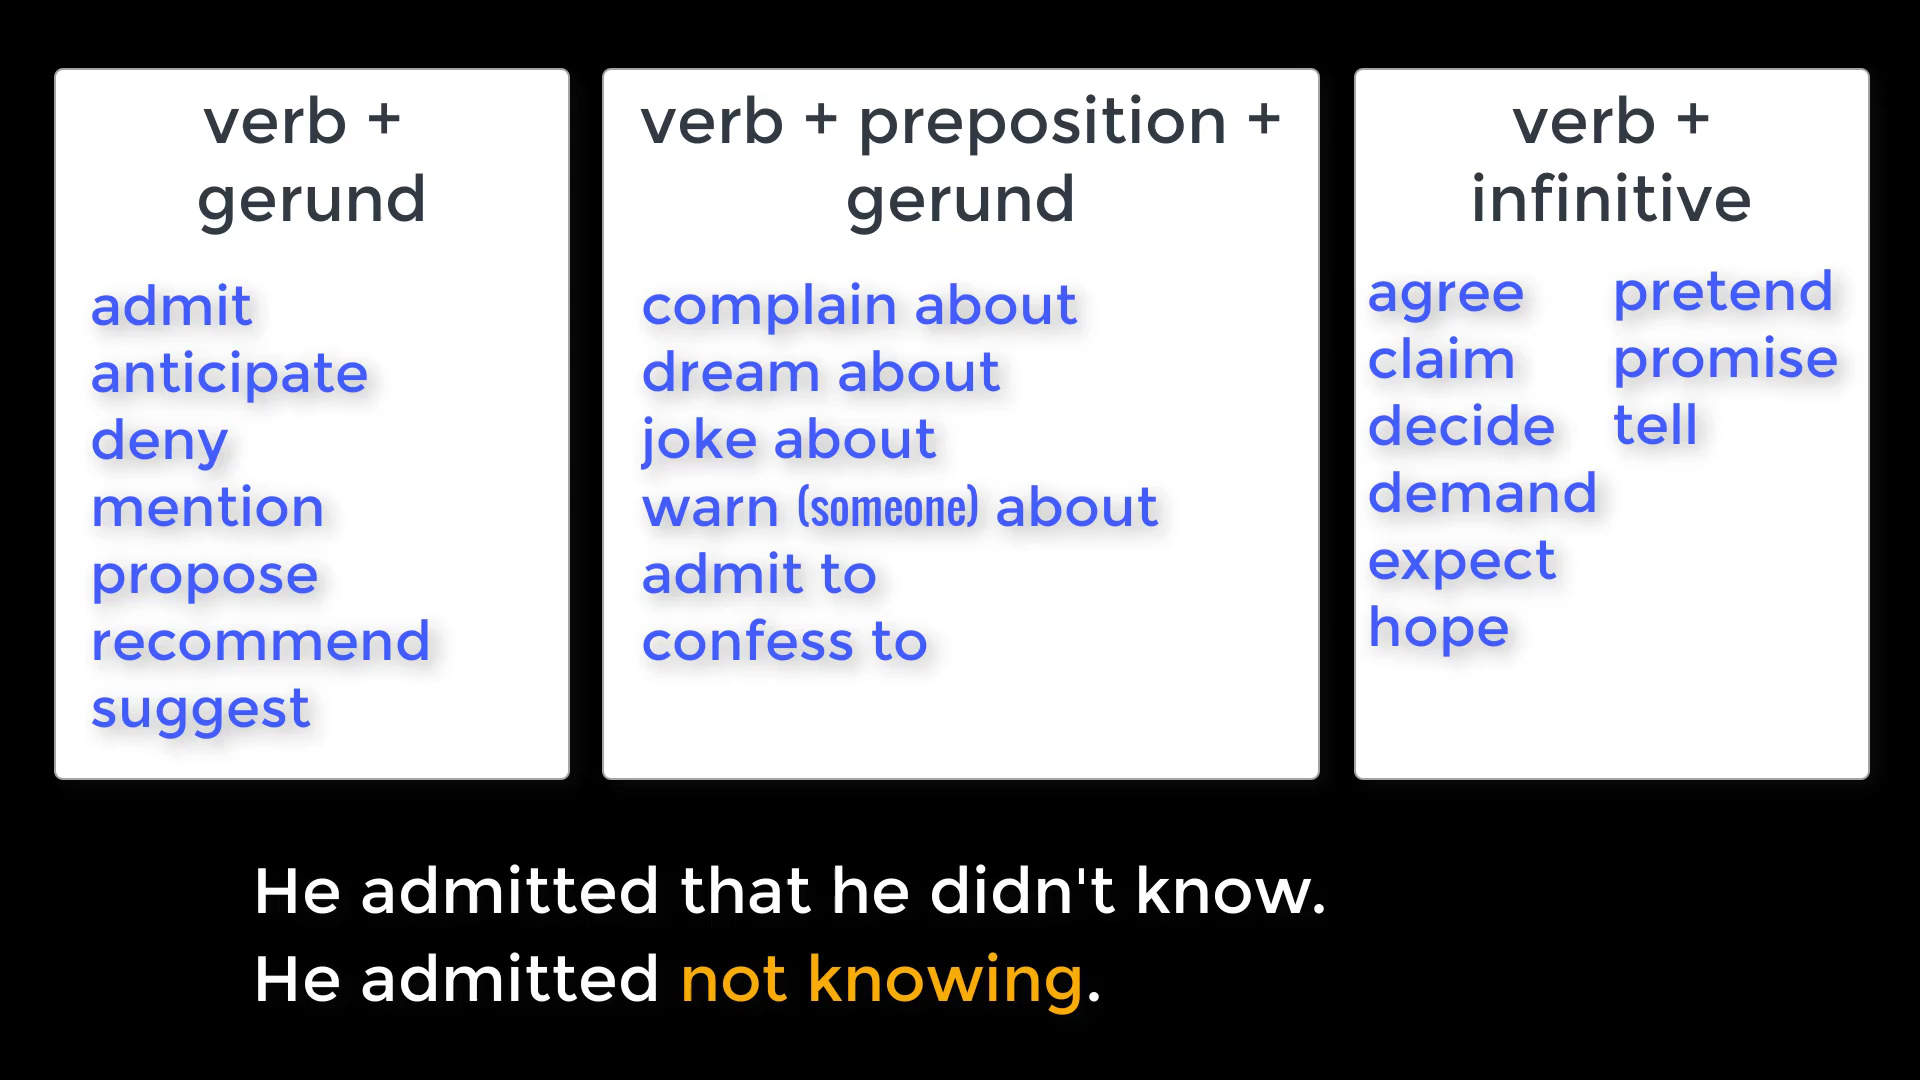 verb +
gerund
admit
anticipate
deny
mention
propose
recommend
suggest
verb + preposition +
gerund
complain about
dream about
joke about
warn (someone) about
admit to
confess to
verb +
infinitive
agree
claim
decide
demand
expect
hope
pretend
promise
tell
He admitted that he didn't know.
He admitted not knowing.